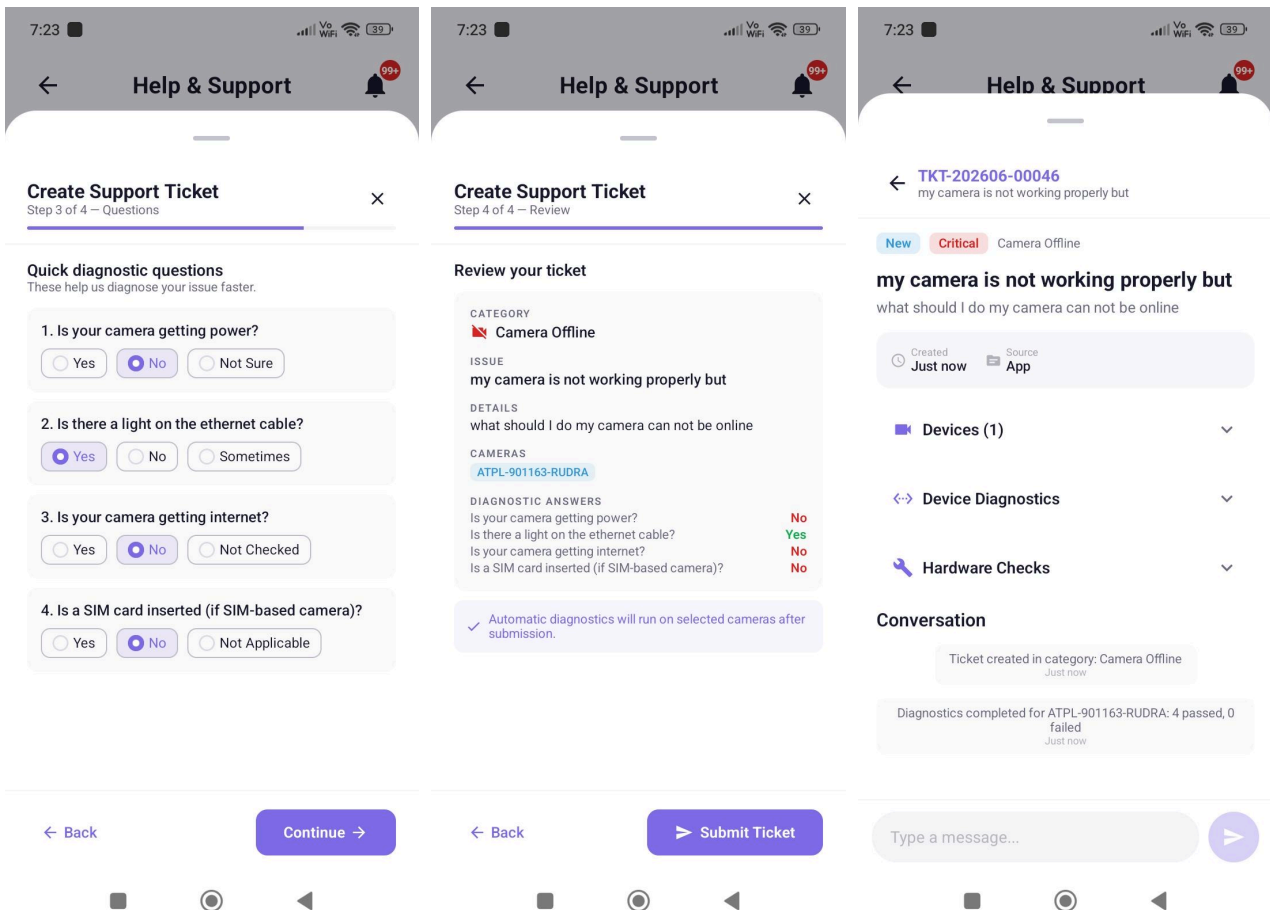 7:23
Vo
WiFi
39
Help & Support
99+
Create Support Ticket
Step 3 of 4 — Questions
Quick diagnostic questions
These help us diagnose your issue faster.
1. Is your camera getting power?
Yes
No
Not Sure
2. Is there a light on the ethernet cable?
Yes
No
Sometimes
3. Is your camera getting internet?
Yes
No
Not Checked
4. Is a SIM card inserted (if SIM-based camera)?
Yes
No
Not Applicable
← Back
Continue →
7:23
Vo
WiFi
39
Help & Support
99+
Create Support Ticket
Step 4 of 4 — Review
Review your ticket
CATEGORY
Camera Offline
ISSUE
my camera is not working properly but
DETAILS
what should I do my camera can not be online
CAMERAS
ATPL-901163-RUDRA
DIAGNOSTIC ANSWERS
Is your camera getting power? No
Is there a light on the ethernet cable? Yes
Is your camera getting internet? No
Is a SIM card inserted (if SIM-based camera)? No
Automatic diagnostics will run on selected cameras after
submission.
← Back
Submit Ticket
7:23
Vo
WiFi
39
Help & Support
99+
TKT-202606-00046
my camera is not working properly but
New Critical Camera Offline
my camera is not working properly but
what should I do my camera can not be online
Created
Just now
Source
App
Devices (1)
Device Diagnostics
Hardware Checks
Conversation
Ticket created in category: Camera Offline
Just now
Diagnostics completed for ATPL-901163-RUDRA: 4 passed, 0
failed
Just now
Type a message...